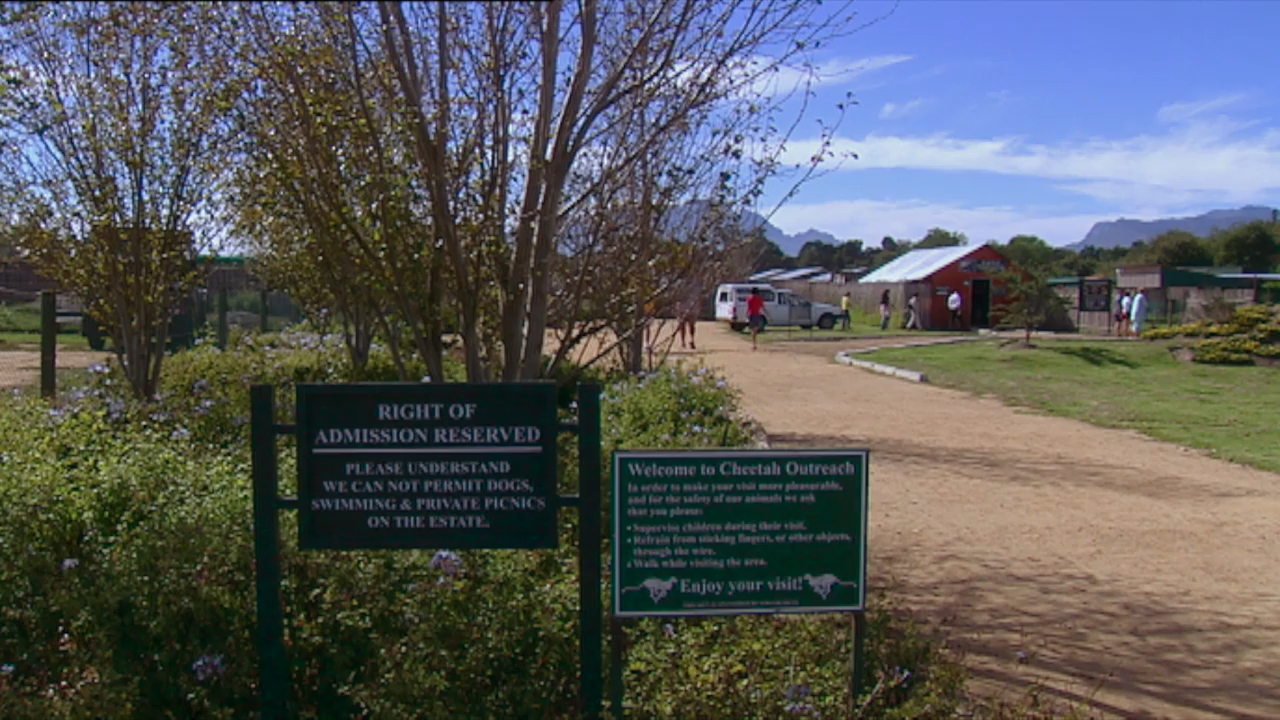 RIGHT OF
ADMISSION RESERVED
PLEASE UNDERSTAND
WE CAN NOT PERMIT DOGS,
SWIMMING & PRIVATE PICNICS
ON THE ESTATE.
Welcome to Cheetah Outreach
In order to make your visit more pleasurable,
and for the safety of our animals we ask
that you please:
• Supervise children during their visit.
• Refrain from sticking fingers, or other objects,
through the wire.
• Walk while visiting the area.
Enjoy your visit!